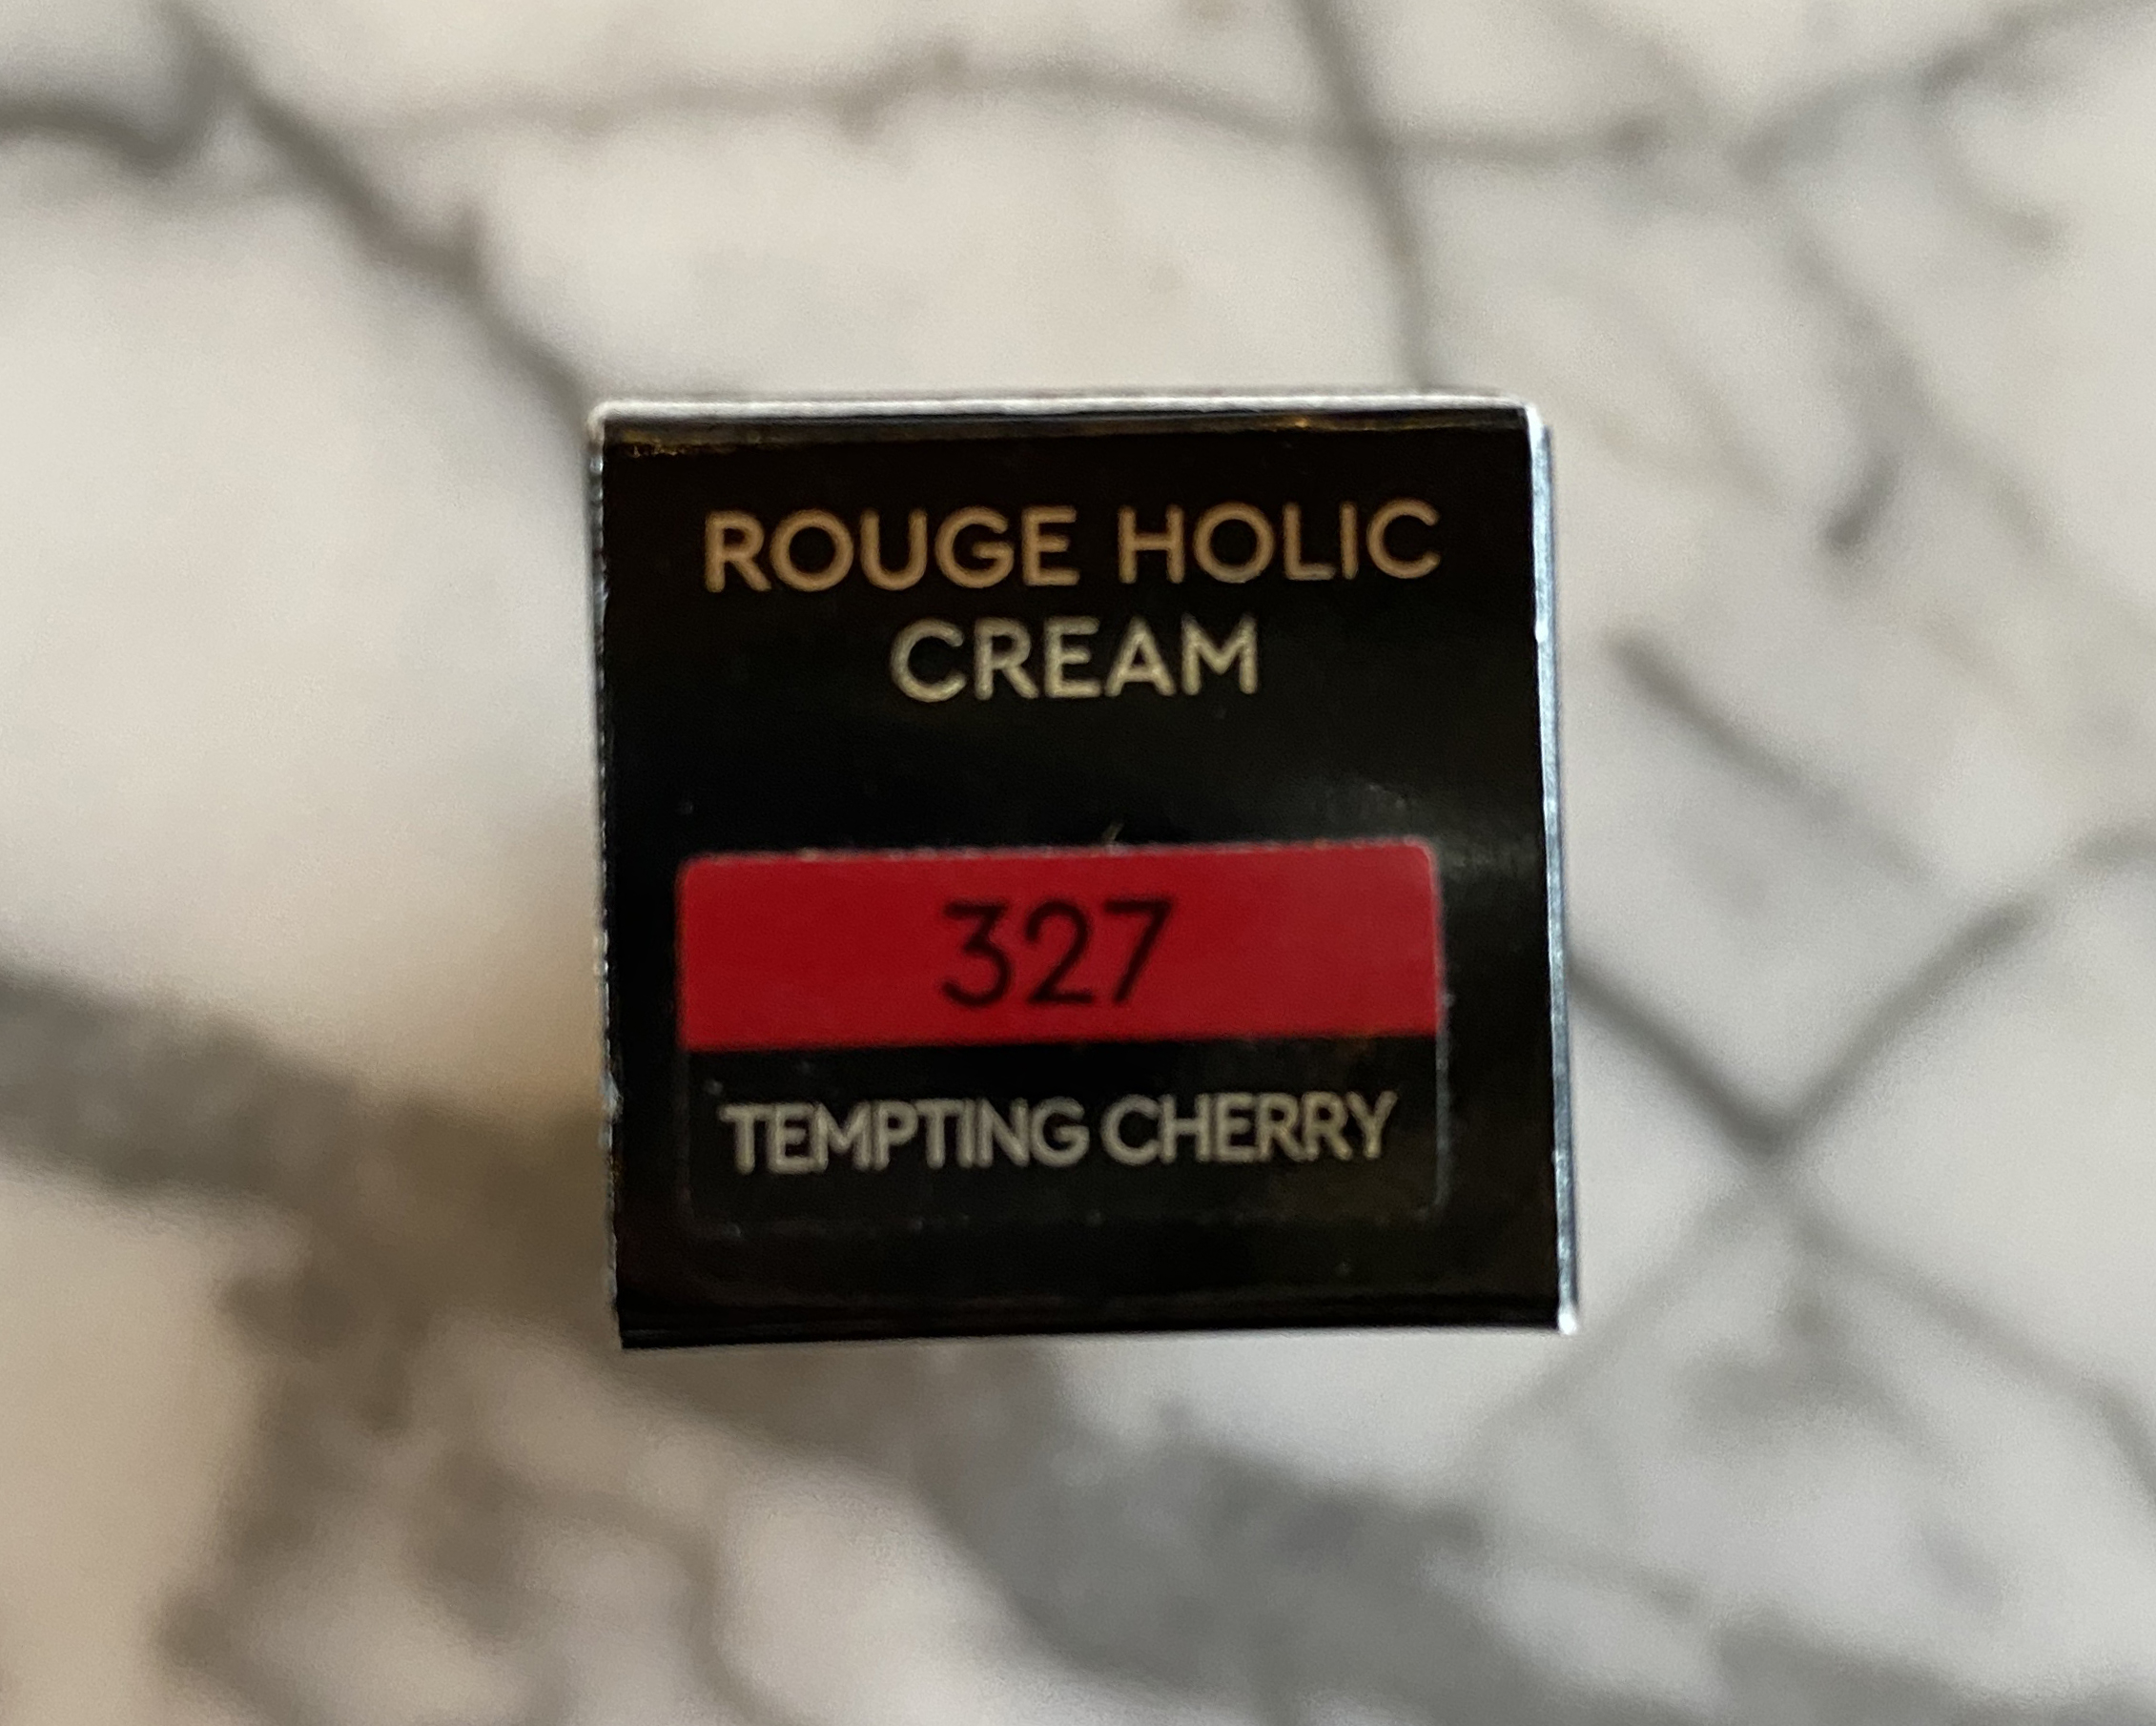 ROUGE HOLIC
CREAM
327
TEMPTING CHERRY